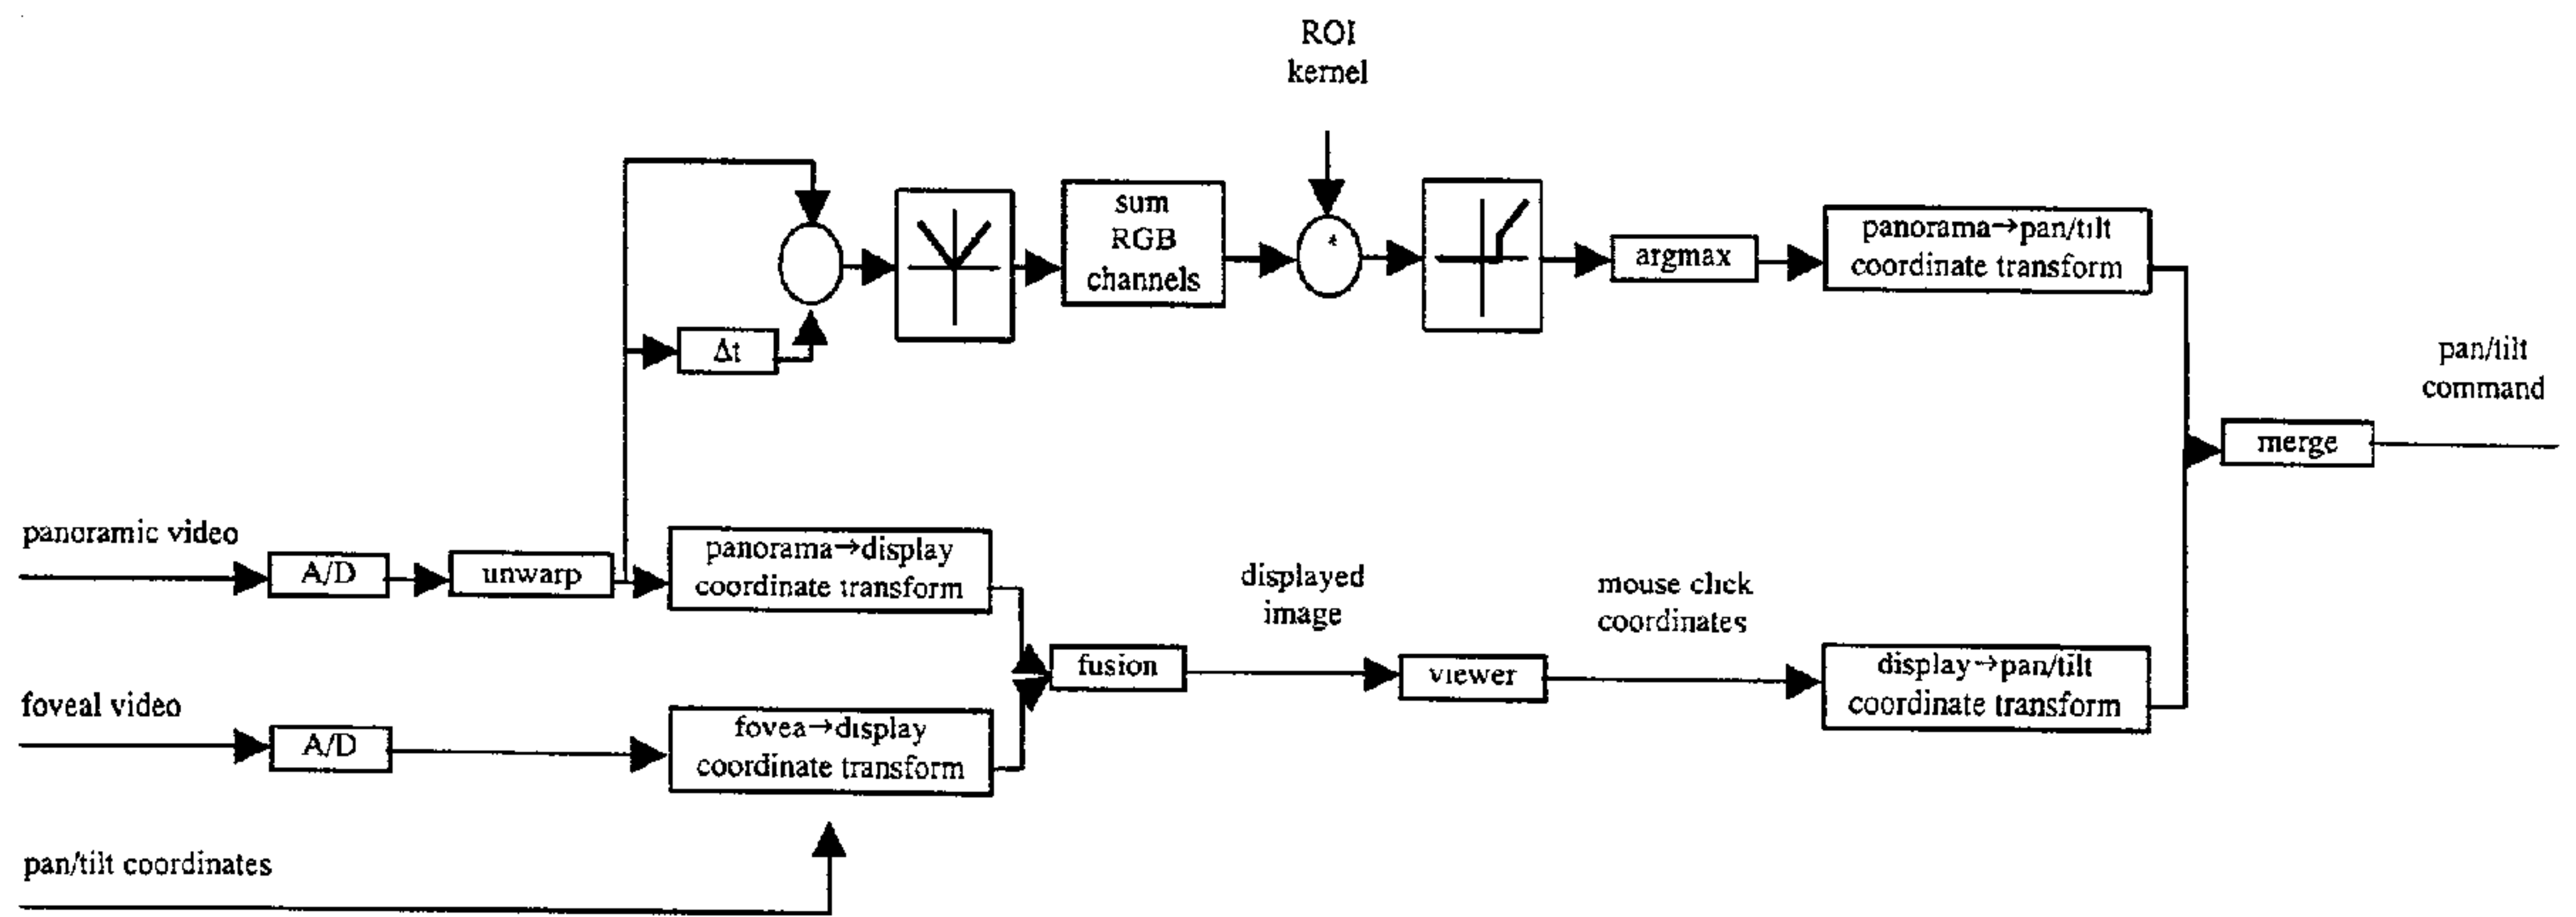 ROI
kernel
sum
RGB
channels
*
argmax
panorama→pan/tilt
coordinate transform
Δt
pan/tilt
command
merge
panoramic video
A/D
unwarp
panorama→display
coordinate transform
displayed
image
mouse click
coordinates
fusion
viewer
display→pan/tilt
coordinate transform
foveal video
A/D
fovea→display
coordinate transform
pan/tilt coordinates